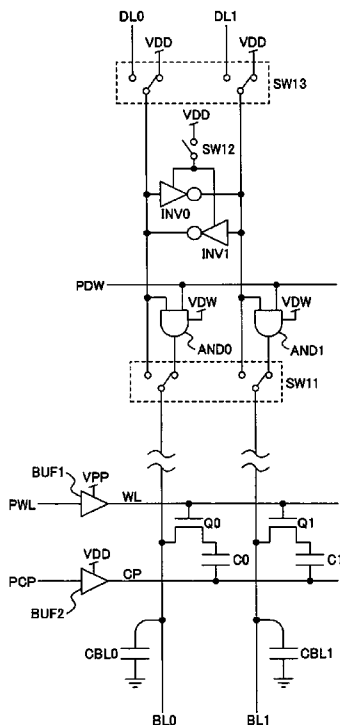 DL0 DL1
VDD VDD
SW13
VDD
SW12
INV0
INV1
PDW
VDW VDW
AND0 AND1
SW11
BUF1 VPP
PWL WL
Q0 Q1
VDD C0 C1
PCP CP
BUF2
CBL0 CBL1
BL0 BL1